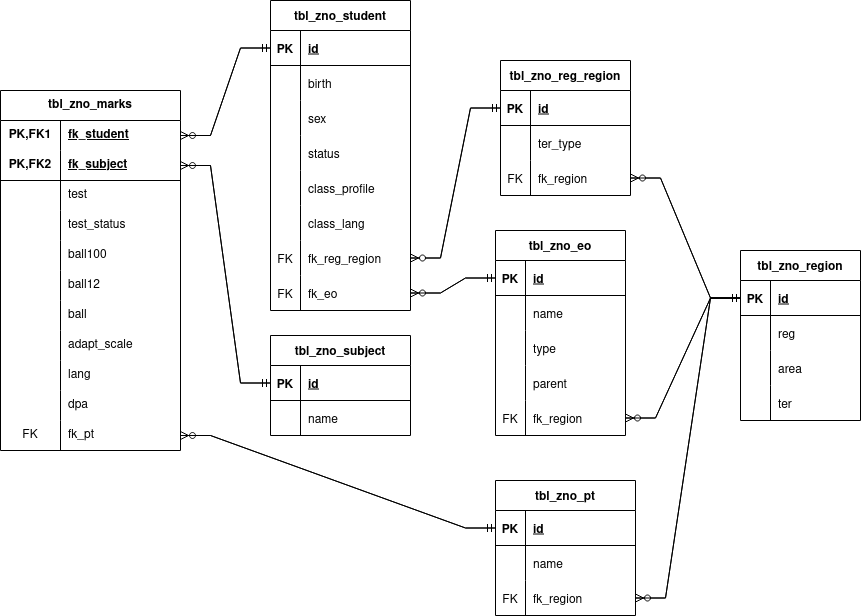 tbl_zno_marks
PK,FK1 fk_student
PK,FK2 fk_subject
test
test_status
ball100
ball12
ball
adapt_scale
lang
dpa
FK fk_pt
tbl_zno_student
PK id
birth
sex
status
class_profile
class_lang
FK fk_reg_region
FK fk_eo
tbl_zno_subject
PK id
name
tbl_zno_reg_region
PK id
ter_type
FK fk_region
tbl_zno_eo
PK id
name
type
parent
FK fk_region
tbl_zno_pt
PK id
name
FK fk_region
tbl_zno_region
PK id
reg
area
ter